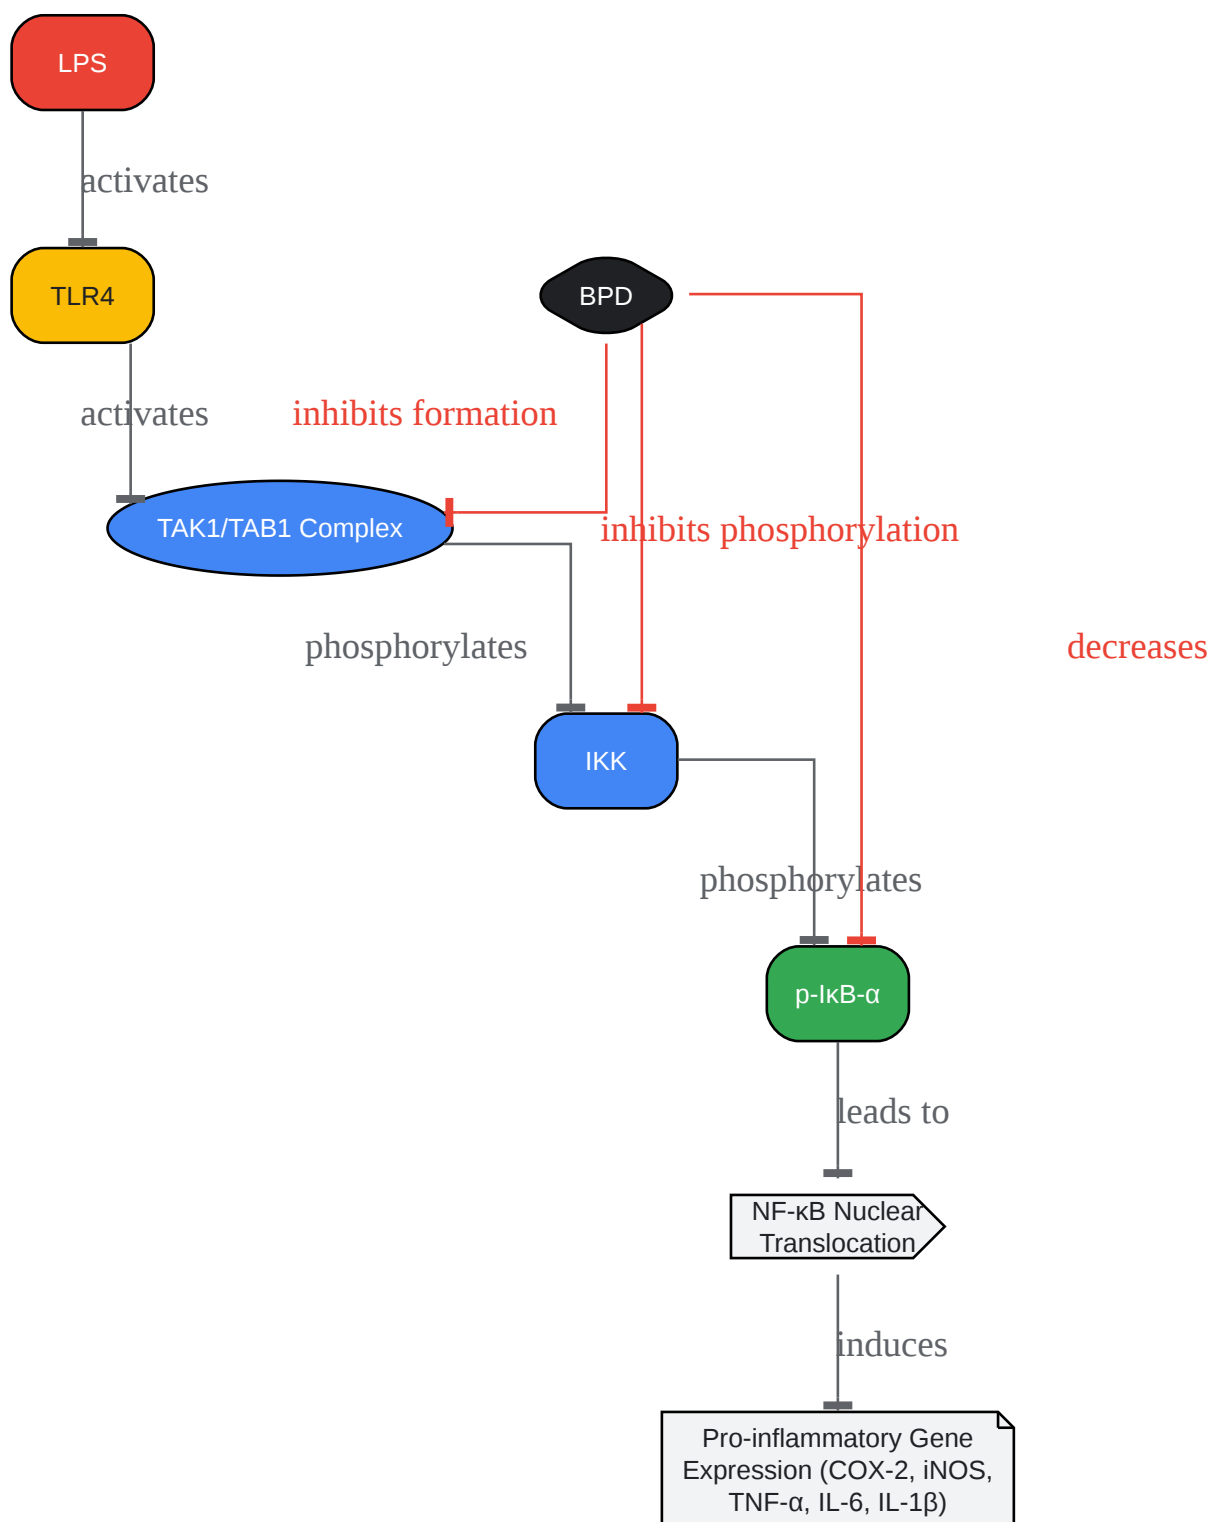 LPS
activates
TLR4
BPD
activates
inhibits formation
TAK1/TAB1 Complex
inhibits phosphorylation
phosphorylates
decreases
IKK
phosphorylates
p-IκB-α
leads to
NF-κB Nuclear
Translocation
induces
Pro-inflammatory Gene
Expression (COX-2, iNOS,
TNF-α, IL-6, IL-1β)